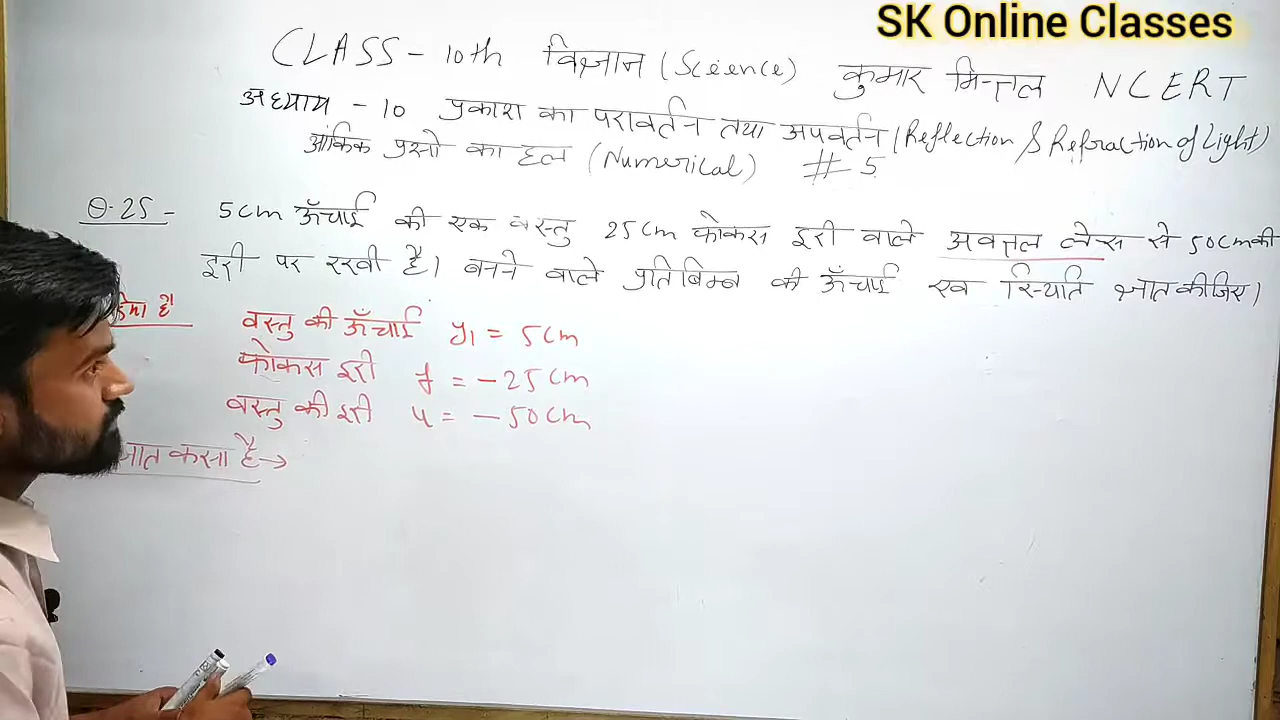 SK Online Classes
CLASS - 10th विज्ञान (Science) कुमार मित्तल NCERT
अध्याय - 10 प्रकाश का परावर्तन तथा अपवर्तन (Reflection & Refraction of Light)
आंकिक प्रश्नो का हल (Numerical) # 5
Q.25 - 5cm ऊँचाई की एक वस्तु 25cm फोकस दूरी वाले अवतल लेन्स से 50cm की
दूरी पर रखी है। बनने वाले प्रतिबिम्ब की ऊँचाई एव स्थिति ज्ञात कीजिए।
दिया है
वस्तु की ऊँचाई y₁ = 5cm
फोकस दूरी f = -25cm
वस्तु की दूरी u = -50cm
ज्ञात करना है →